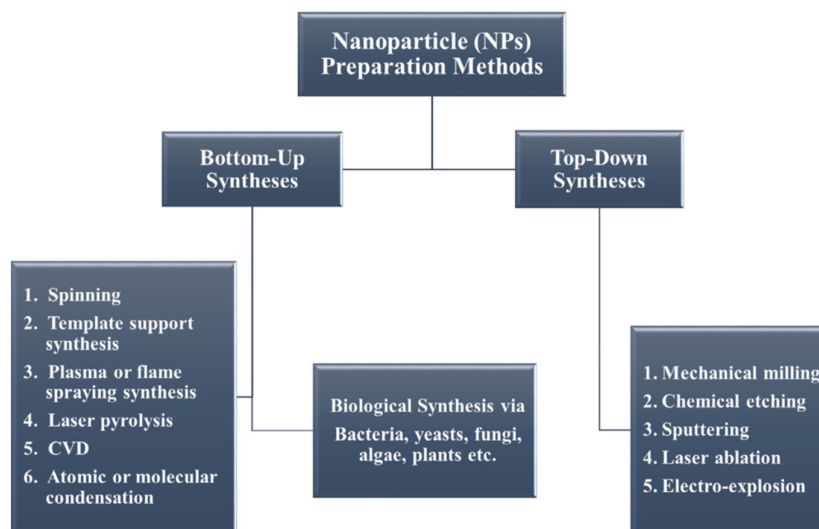 Nanoparticle (NPs)
Preparation Methods
Bottom-Up
Syntheses
Top-Down
Syntheses
1. Spinning
2. Template support
synthesis
3. Plasma or flame
spraying synthesis
4. Laser pyrolysis
5. CVD
6. Atomic or molecular
condensation
Biological Synthesis via
Bacteria, yeasts, fungi,
algae, plants etc.
1. Mechanical milling
2. Chemical etching
3. Sputtering
4. Laser ablation
5. Electro-explosion